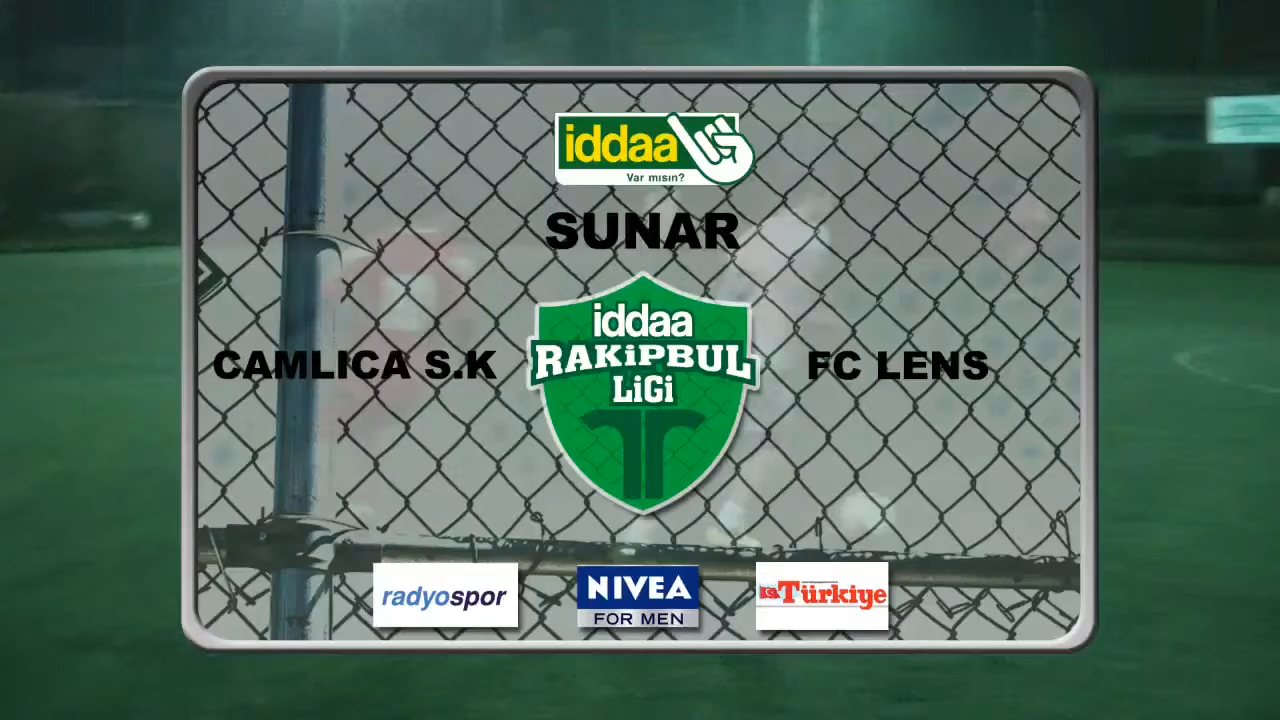 iddaa
Var mısın?
SUNAR
iddaa
RAKiPBUL
LiGi
CAMLICA S.K
FC LENS
radyospor
NIVEA
FOR MEN
Türkiye